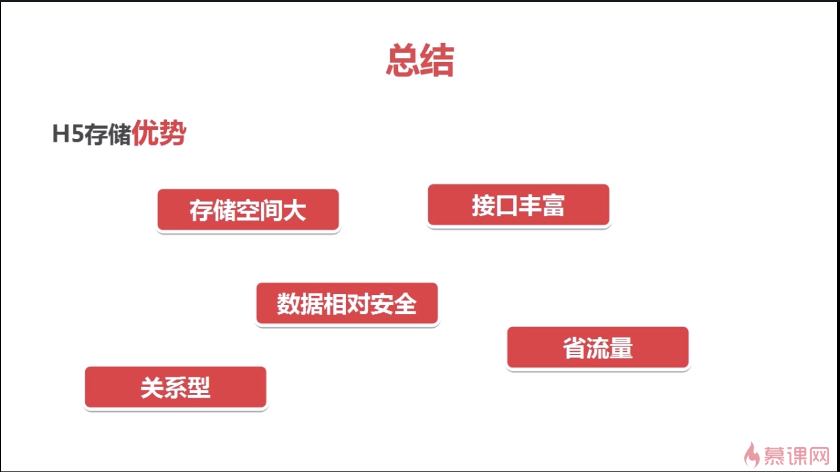 总结
H5存储优势
存储空间大
接口丰富
数据相对安全
省流量
关系型
慕课网